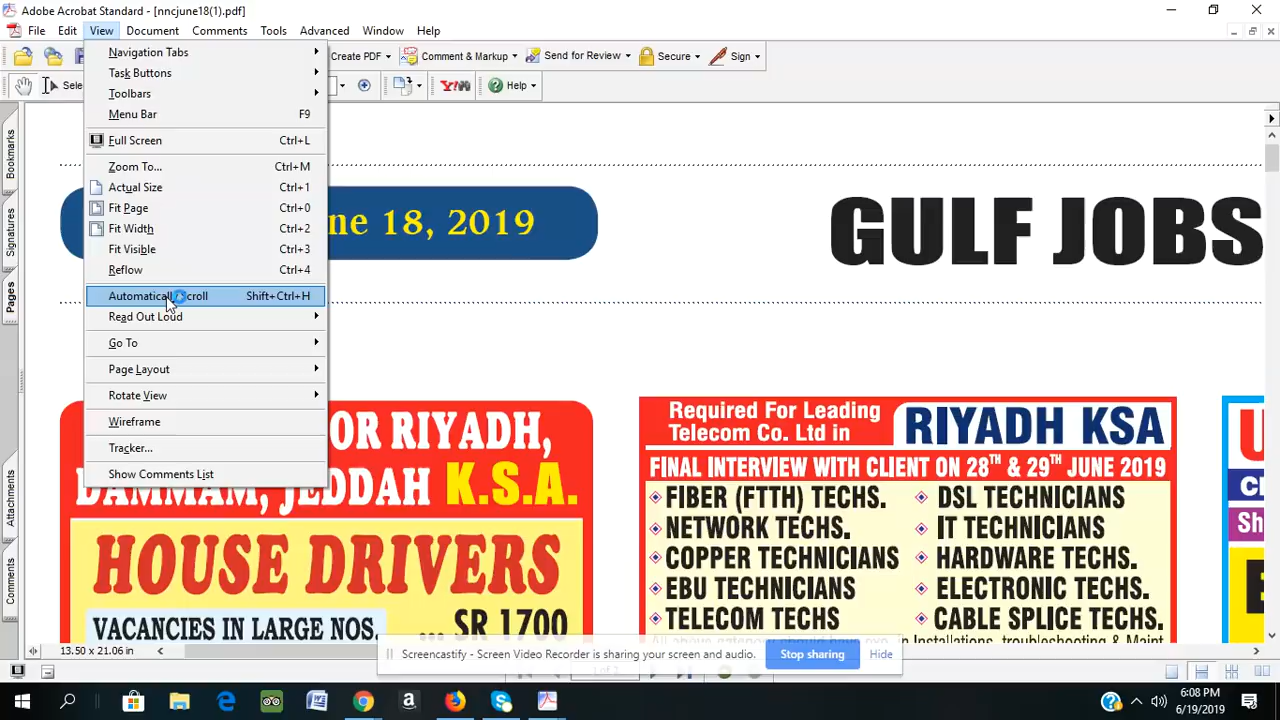 Adobe Acrobat Standard - [nncjune18(1).pdf]
File Edit View Document Comments Tools Advanced Window Help
Create PDF Comment & Markup Send for Review Secure Sign
Y! Help
Navigation Tabs
Task Buttons
Toolbars
Menu Bar F9
Full Screen Ctrl+L
Zoom To... Ctrl+M
Actual Size Ctrl+1
Fit Page Ctrl+0
Fit Width Ctrl+2
Fit Visible Ctrl+3
Reflow Ctrl+4
Automatically Scroll Shift+Ctrl+H
Read Out Loud
Go To
Page Layout
Rotate View
Wireframe
Tracker...
Show Comments List
Bookmarks
Signatures
Pages
Attachments
Comments
18, 2019
GULF JOBS
OR RIYADH,
DAMMAM, JEDDAH K.S.A.
HOUSE DRIVERS
VACANCIES IN LARGE NOS. ... SR 1700
Required For Leading
Telecom Co. Ltd in
RIYADH KSA
FINAL INTERVIEW WITH CLIENT ON 28TH & 29TH JUNE 2019
FIBER (FTTH) TECHS.
NETWORK TECHS.
COPPER TECHNICIANS
EBU TECHNICIANS
TELECOM TECHS
DSL TECHNICIANS
IT TECHNICIANS
HARDWARE TECHS.
ELECTRONIC TECHS.
CABLE SPLICE TECHS.
Installations, troubleshooting & Maint
Sh
13.50 x 21.06 in
Screencastify - Screen Video Recorder is sharing your screen and audio. Stop sharing Hide
6:08 PM
6/19/2019